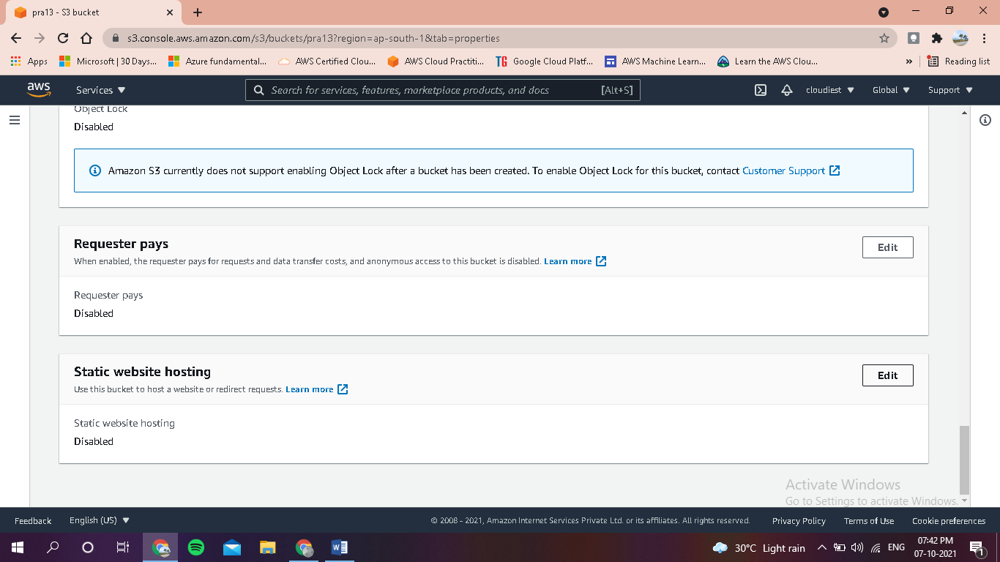 pra13 - S3 bucket
s3.console.aws.amazon.com/s3/buckets/pra13?region=ap-south-1&tab=properties
Apps Microsoft | 30 Days... Azure fundamental... AWS Certified Clou... AWS Cloud Practiti... TG Google Cloud Platf... AWS Machine Learn... Learn the AWS Clou... » Reading list
aws Services Search for services, features, marketplace products, and docs [Alt+S] cloudiest Global Support
Object Lock
Disabled
Amazon S3 currently does not support enabling Object Lock after a bucket has been created. To enable Object Lock for this bucket, contact Customer Support
Requester pays Edit
When enabled, the requester pays for requests and data transfer costs, and anonymous access to this bucket is disabled. Learn more
Requester pays
Disabled
Static website hosting Edit
Use this bucket to host a website or redirect requests. Learn more
Static website hosting
Disabled
Activate Windows
Go to Settings to activate Windows.
Feedback English (US) © 2008 - 2021, Amazon Internet Services Private Ltd. or its affiliates. All rights reserved. Privacy Policy Terms of Use Cookie preferences
30°C Light rain ENG 07:42 PM
07-10-2021 1